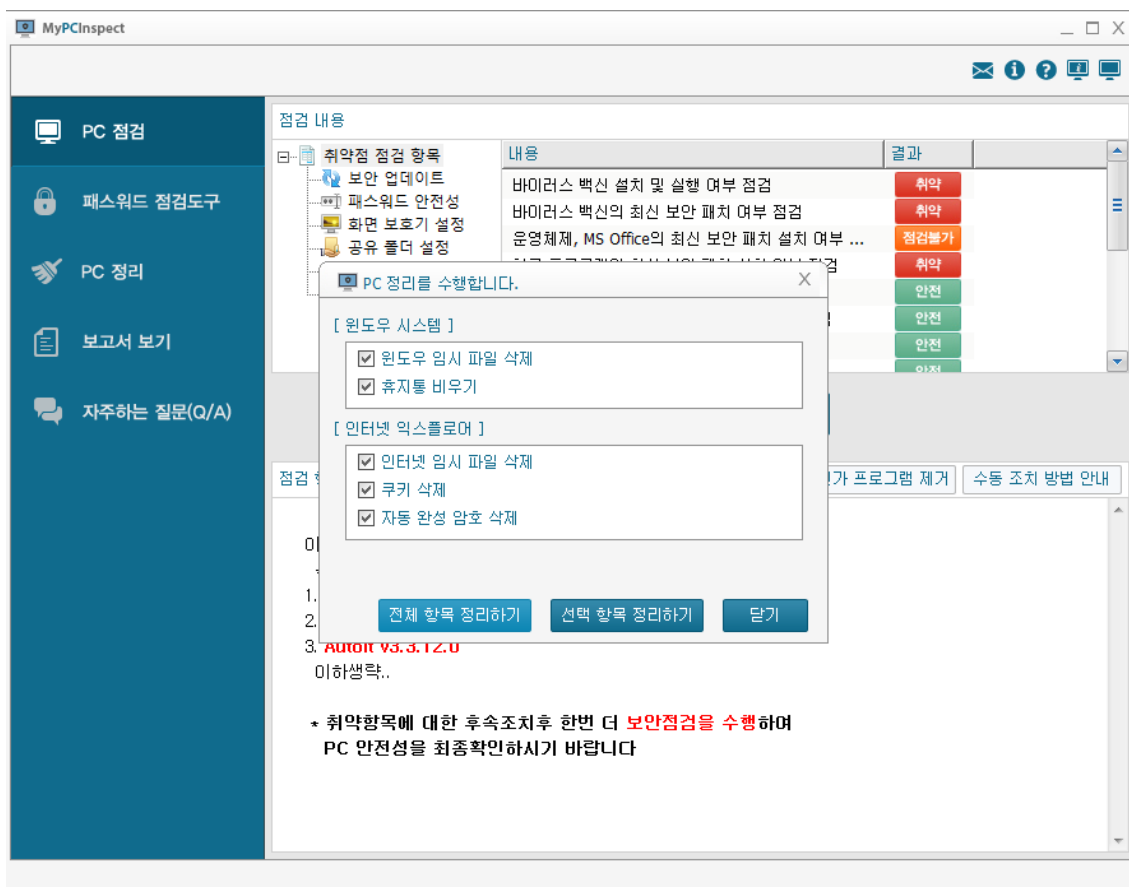 MyPCInspect
PC 점검
패스워드 점검도구
PC 정리
보고서 보기
자주하는 질문(Q/A)
점검 내용
취약점 점검 항목
보안 업데이트
패스워드 안전성
화면 보호기 설정
공유 폴더 설정
내용
결과
바이러스 백신 설치 및 실행 여부 점검
취약
바이러스 백신의 최신 보안 패치 여부 점검
취약
운영체제, MS Office의 최신 보안 패치 설치 여부 ...
점검불가
취약
안전
안전
안전
안전
PC 정리를 수행합니다.
[ 윈도우 시스템 ]
윈도우 임시 파일 삭제
휴지통 비우기
[ 인터넷 익스플로어 ]
인터넷 임시 파일 삭제
쿠키 삭제
자동 완성 암호 삭제
전체 항목 정리하기
선택 항목 정리하기
닫기
점검
프로그램 제거
수동 조치 방법 안내
1.
2.
3. AutoIt v3.3.12.0
이하생략..
* 취약항목에 대한 후속조치후 한번 더 보안점검을 수행하며
PC 안전성을 최종확인하시기 바랍니다